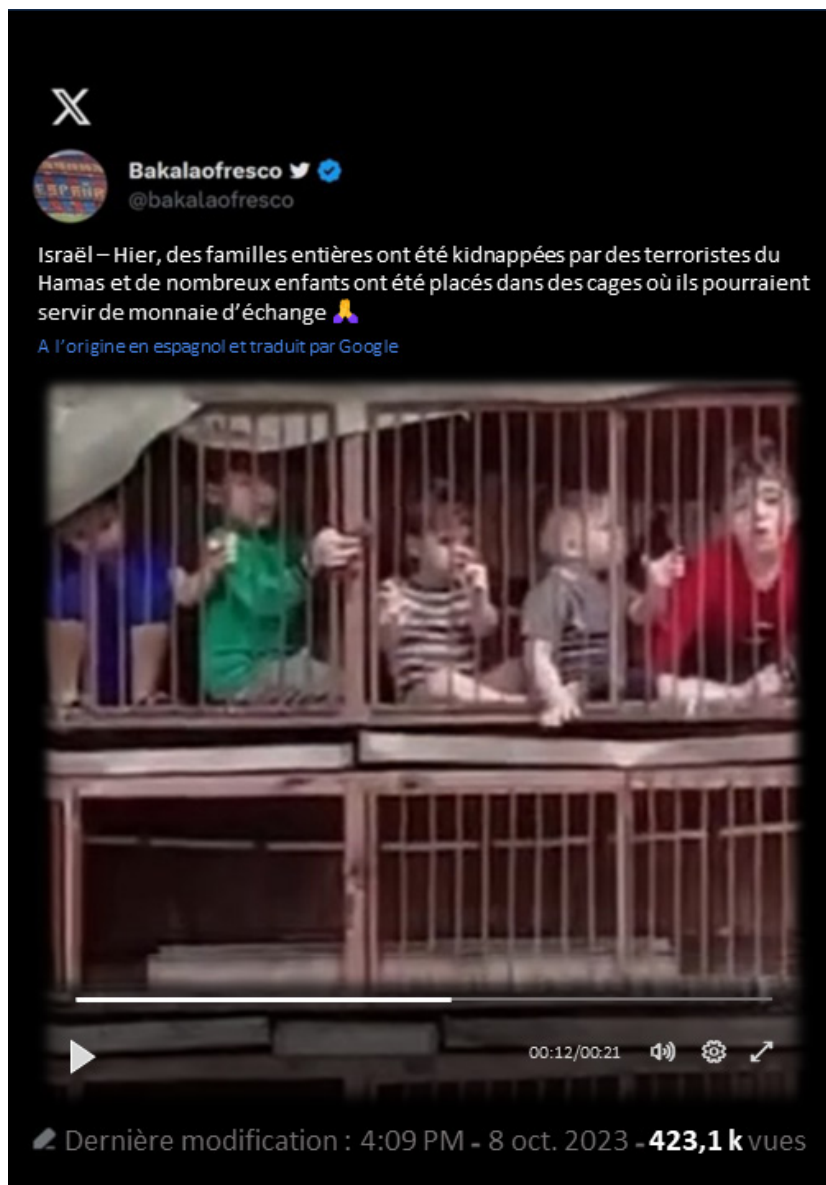 X
Bakalaofresco
@bakalaofresco
Israël – Hier, des familles entières ont été kidnappées par des terroristes du
Hamas et de nombreux enfants ont été placés dans des cages où ils pourraient
servir de monnaie d’échange 🙏
A l’origine en espagnol et traduit par Google
00:12/00:21
Dernière modification : 4:09 PM - 8 oct. 2023 - 423,1 k vues